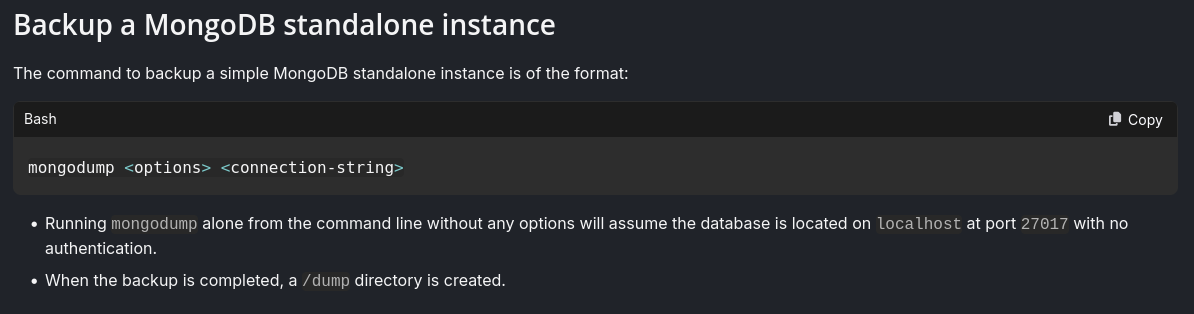 Backup a MongoDB standalone instance
The command to backup a simple MongoDB standalone instance is of the format:
Bash
Copy
mongodump <options> <connection-string>
• Running mongodump alone from the command line without any options will assume the database is located on localhost at port 27017 with no
authentication.
• When the backup is completed, a /dump directory is created.